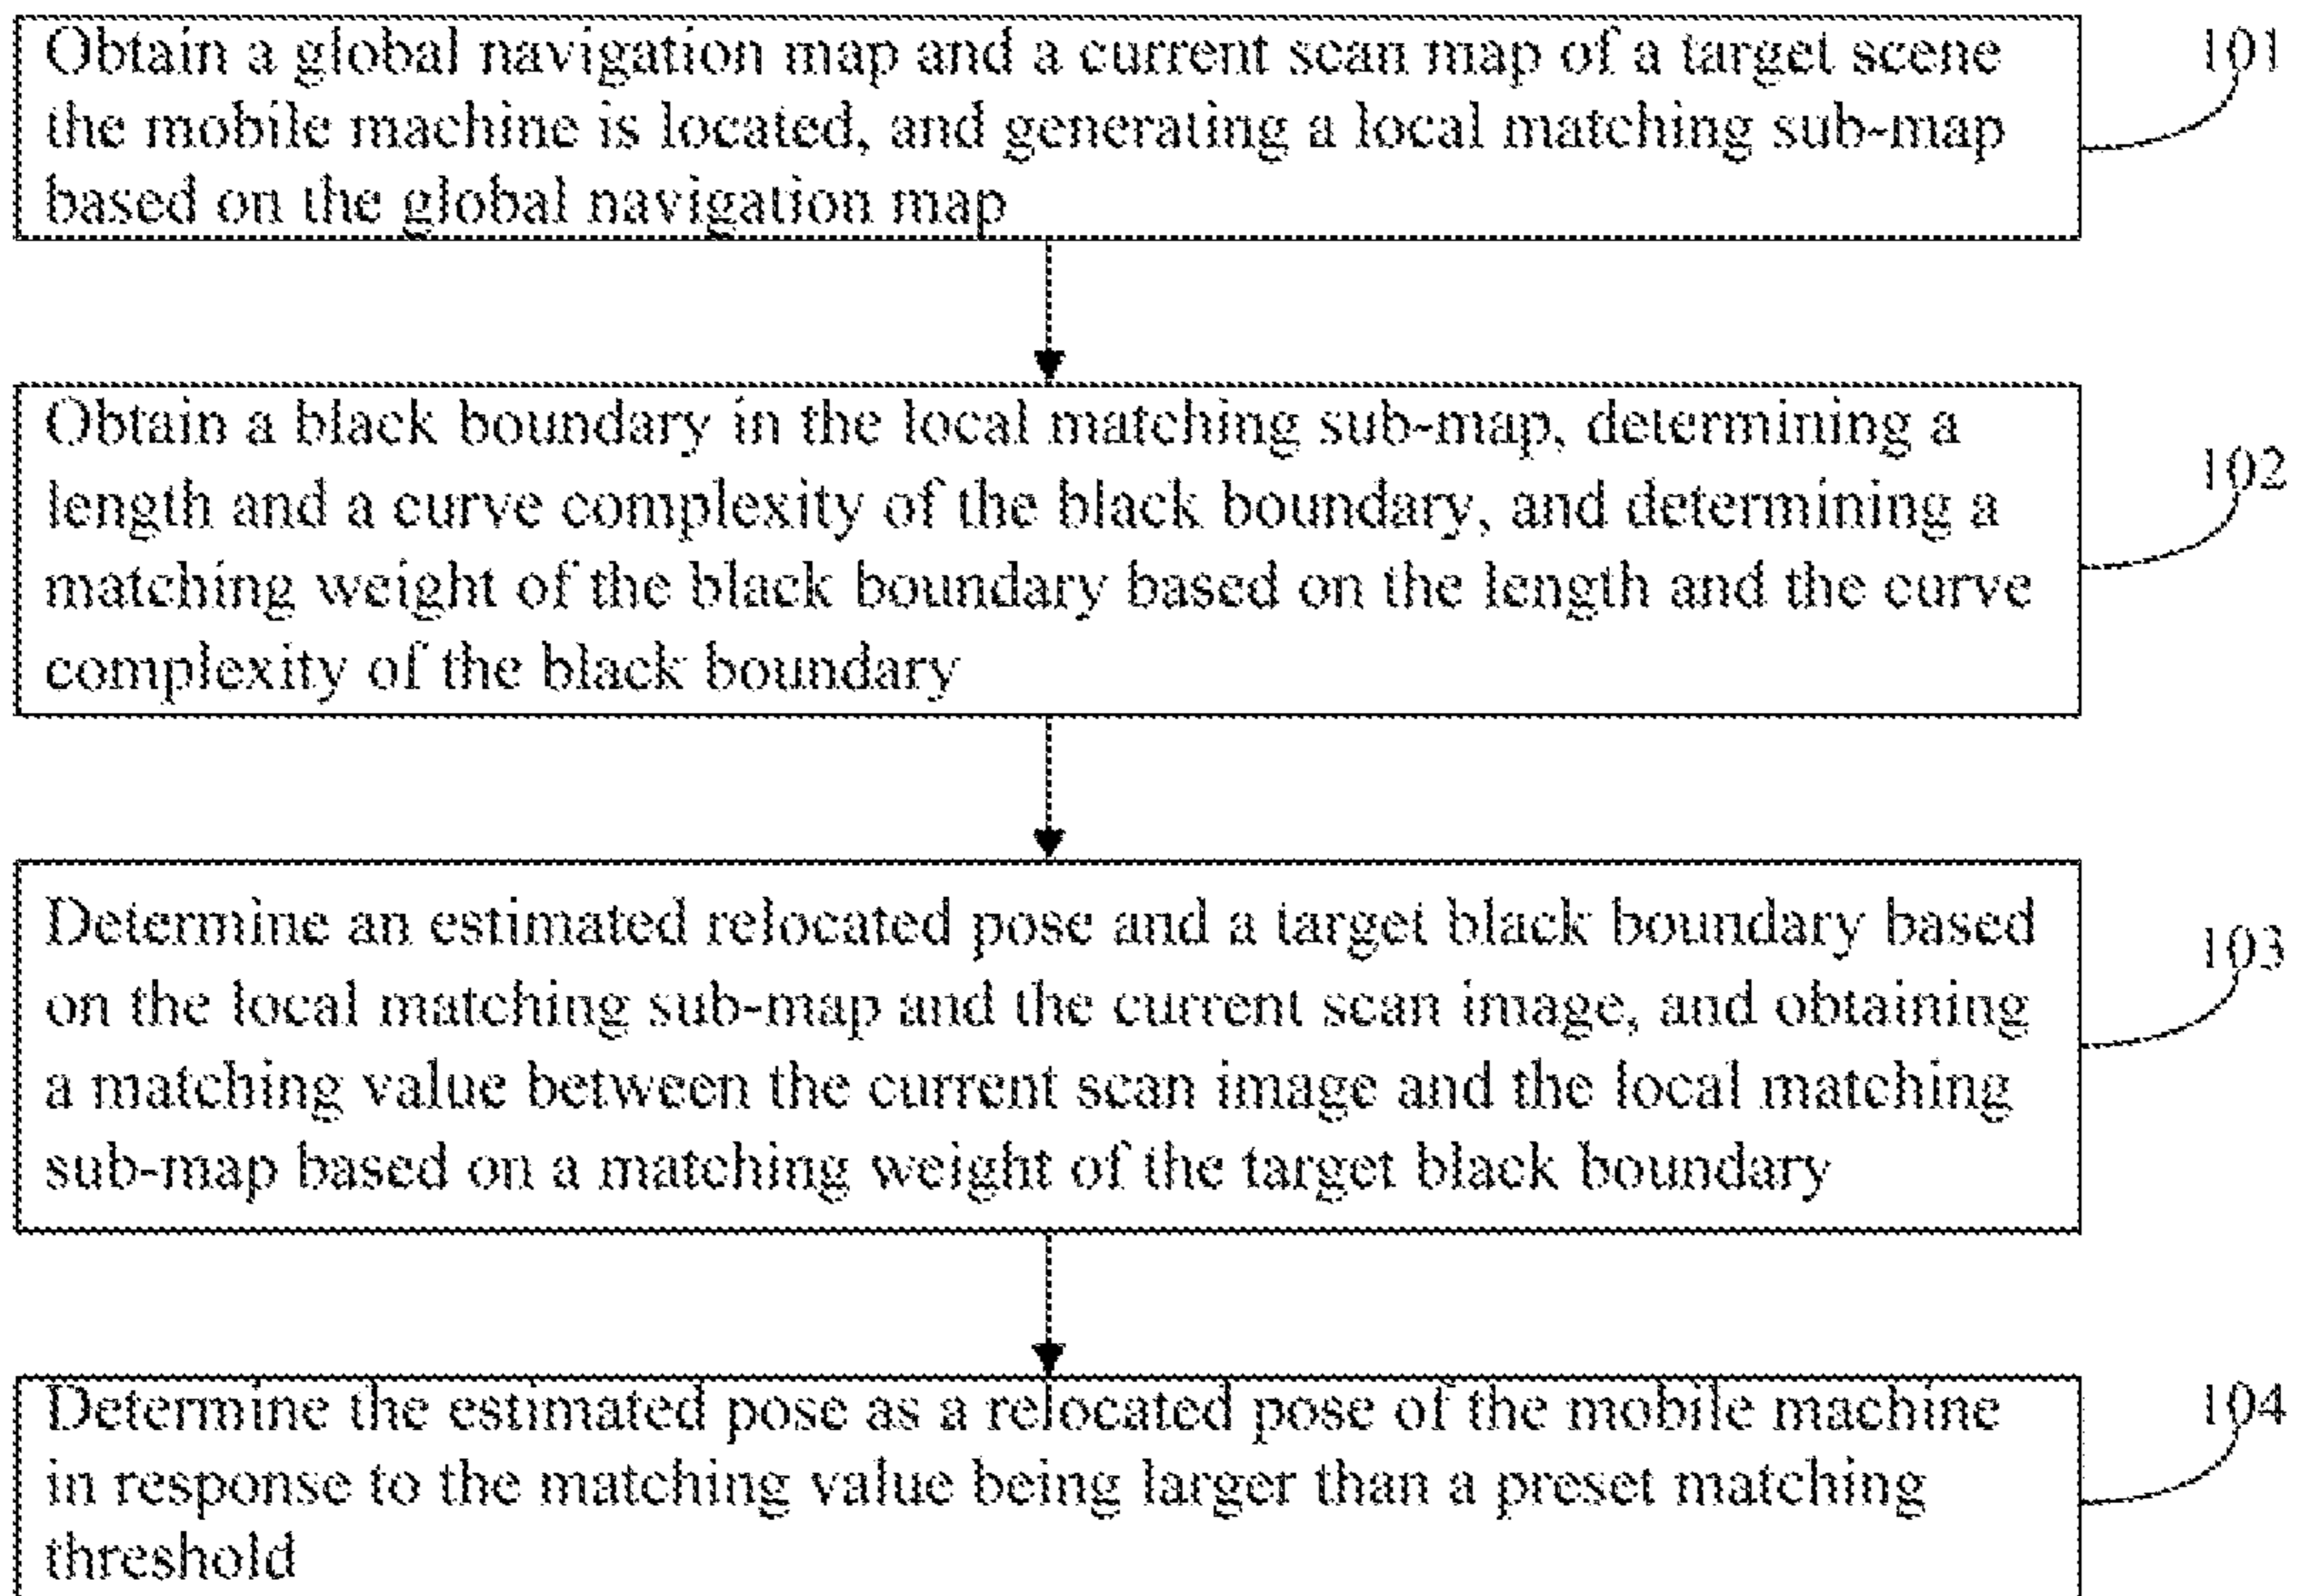 Obtain a global navigation map and a current scan map of a target scene
the mobile machine is located, and generating a local matching sub-map
based on the global navigation map
101
Obtain a black boundary in the local matching sub-map, determining a
length and a curve complexity of the black boundary, and determining a
matching weight of the black boundary based on the length and the curve
complexity of the black boundary
102
Determine an estimated relocated pose and a target black boundary based
on the local matching sub-map and the current scan image, and obtaining
a matching value between the current scan image and the local matching
sub-map based on a matching weight of the target black boundary
103
Determine the estimated pose as a relocated pose of the mobile machine
in response to the matching value being larger than a preset matching
threshold
104